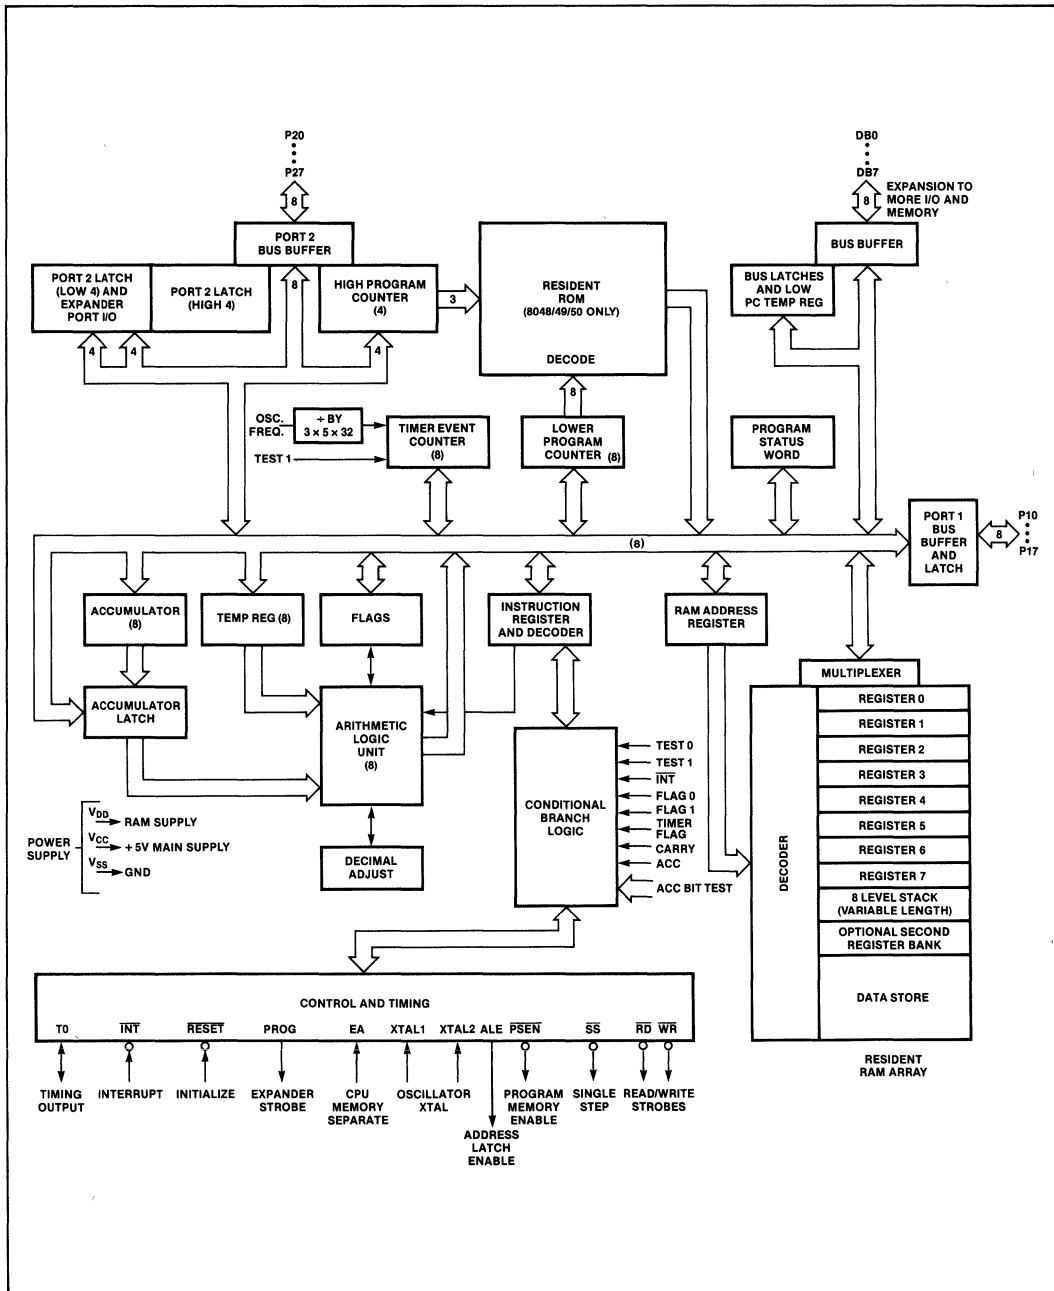 P20
P27
8
PORT 2
BUS BUFFER
PORT 2 LATCH
(LOW 4) AND
EXPANDER
PORT I/O
PORT 2 LATCH
(HIGH 4)
8
HIGH PROGRAM
COUNTER
(4)
3
4
4
4
RESIDENT
ROM
(8048/49/50 ONLY)
DECODE
8
DB0
DB7
8
EXPANSION TO
MORE I/O AND
MEMORY
BUS BUFFER
BUS LATCHES
AND LOW
PC TEMP REG
OSC.
FREQ.
÷ BY
3 × 5 × 32
TEST 1
TIMER EVENT
COUNTER
(8)
LOWER
PROGRAM
COUNTER (8)
PROGRAM
STATUS
WORD
(8)
PORT 1
BUS
BUFFER
AND
LATCH
8
P10
P17
ACCUMULATOR
(8)
TEMP REG (8)
FLAGS
INSTRUCTION
REGISTER
AND DECODER
RAM ADDRESS
REGISTER
ACCUMULATOR
LATCH
ARITHMETIC
LOGIC
UNIT
(8)
DECIMAL
ADJUST
CONDITIONAL
BRANCH
LOGIC
TEST 0
TEST 1
I̅N̅T̅
FLAG 0
FLAG 1
TIMER
FLAG
CARRY
ACC
ACC BIT TEST
POWER
SUPPLY
VDD
RAM SUPPLY
VCC
+ 5V MAIN SUPPLY
VSS
GND
MULTIPLEXER
DECODER
REGISTER 0
REGISTER 1
REGISTER 2
REGISTER 3
REGISTER 4
REGISTER 5
REGISTER 6
REGISTER 7
8 LEVEL STACK
(VARIABLE LENGTH)
OPTIONAL SECOND
REGISTER BANK
DATA STORE
RESIDENT
RAM ARRAY
CONTROL AND TIMING
T0 I̅N̅T̅ R̅E̅S̅E̅T̅ PROG EA XTAL1 XTAL2 ALE P̅S̅E̅N̅ S̅S̅ R̅D̅ W̅R̅
TIMING
OUTPUT
INTERRUPT
INITIALIZE
EXPANDER
STROBE
CPU
MEMORY
SEPARATE
OSCILLATOR
XTAL
ADDRESS
LATCH
ENABLE
PROGRAM
MEMORY
ENABLE
SINGLE
STEP
READ/WRITE
STROBES